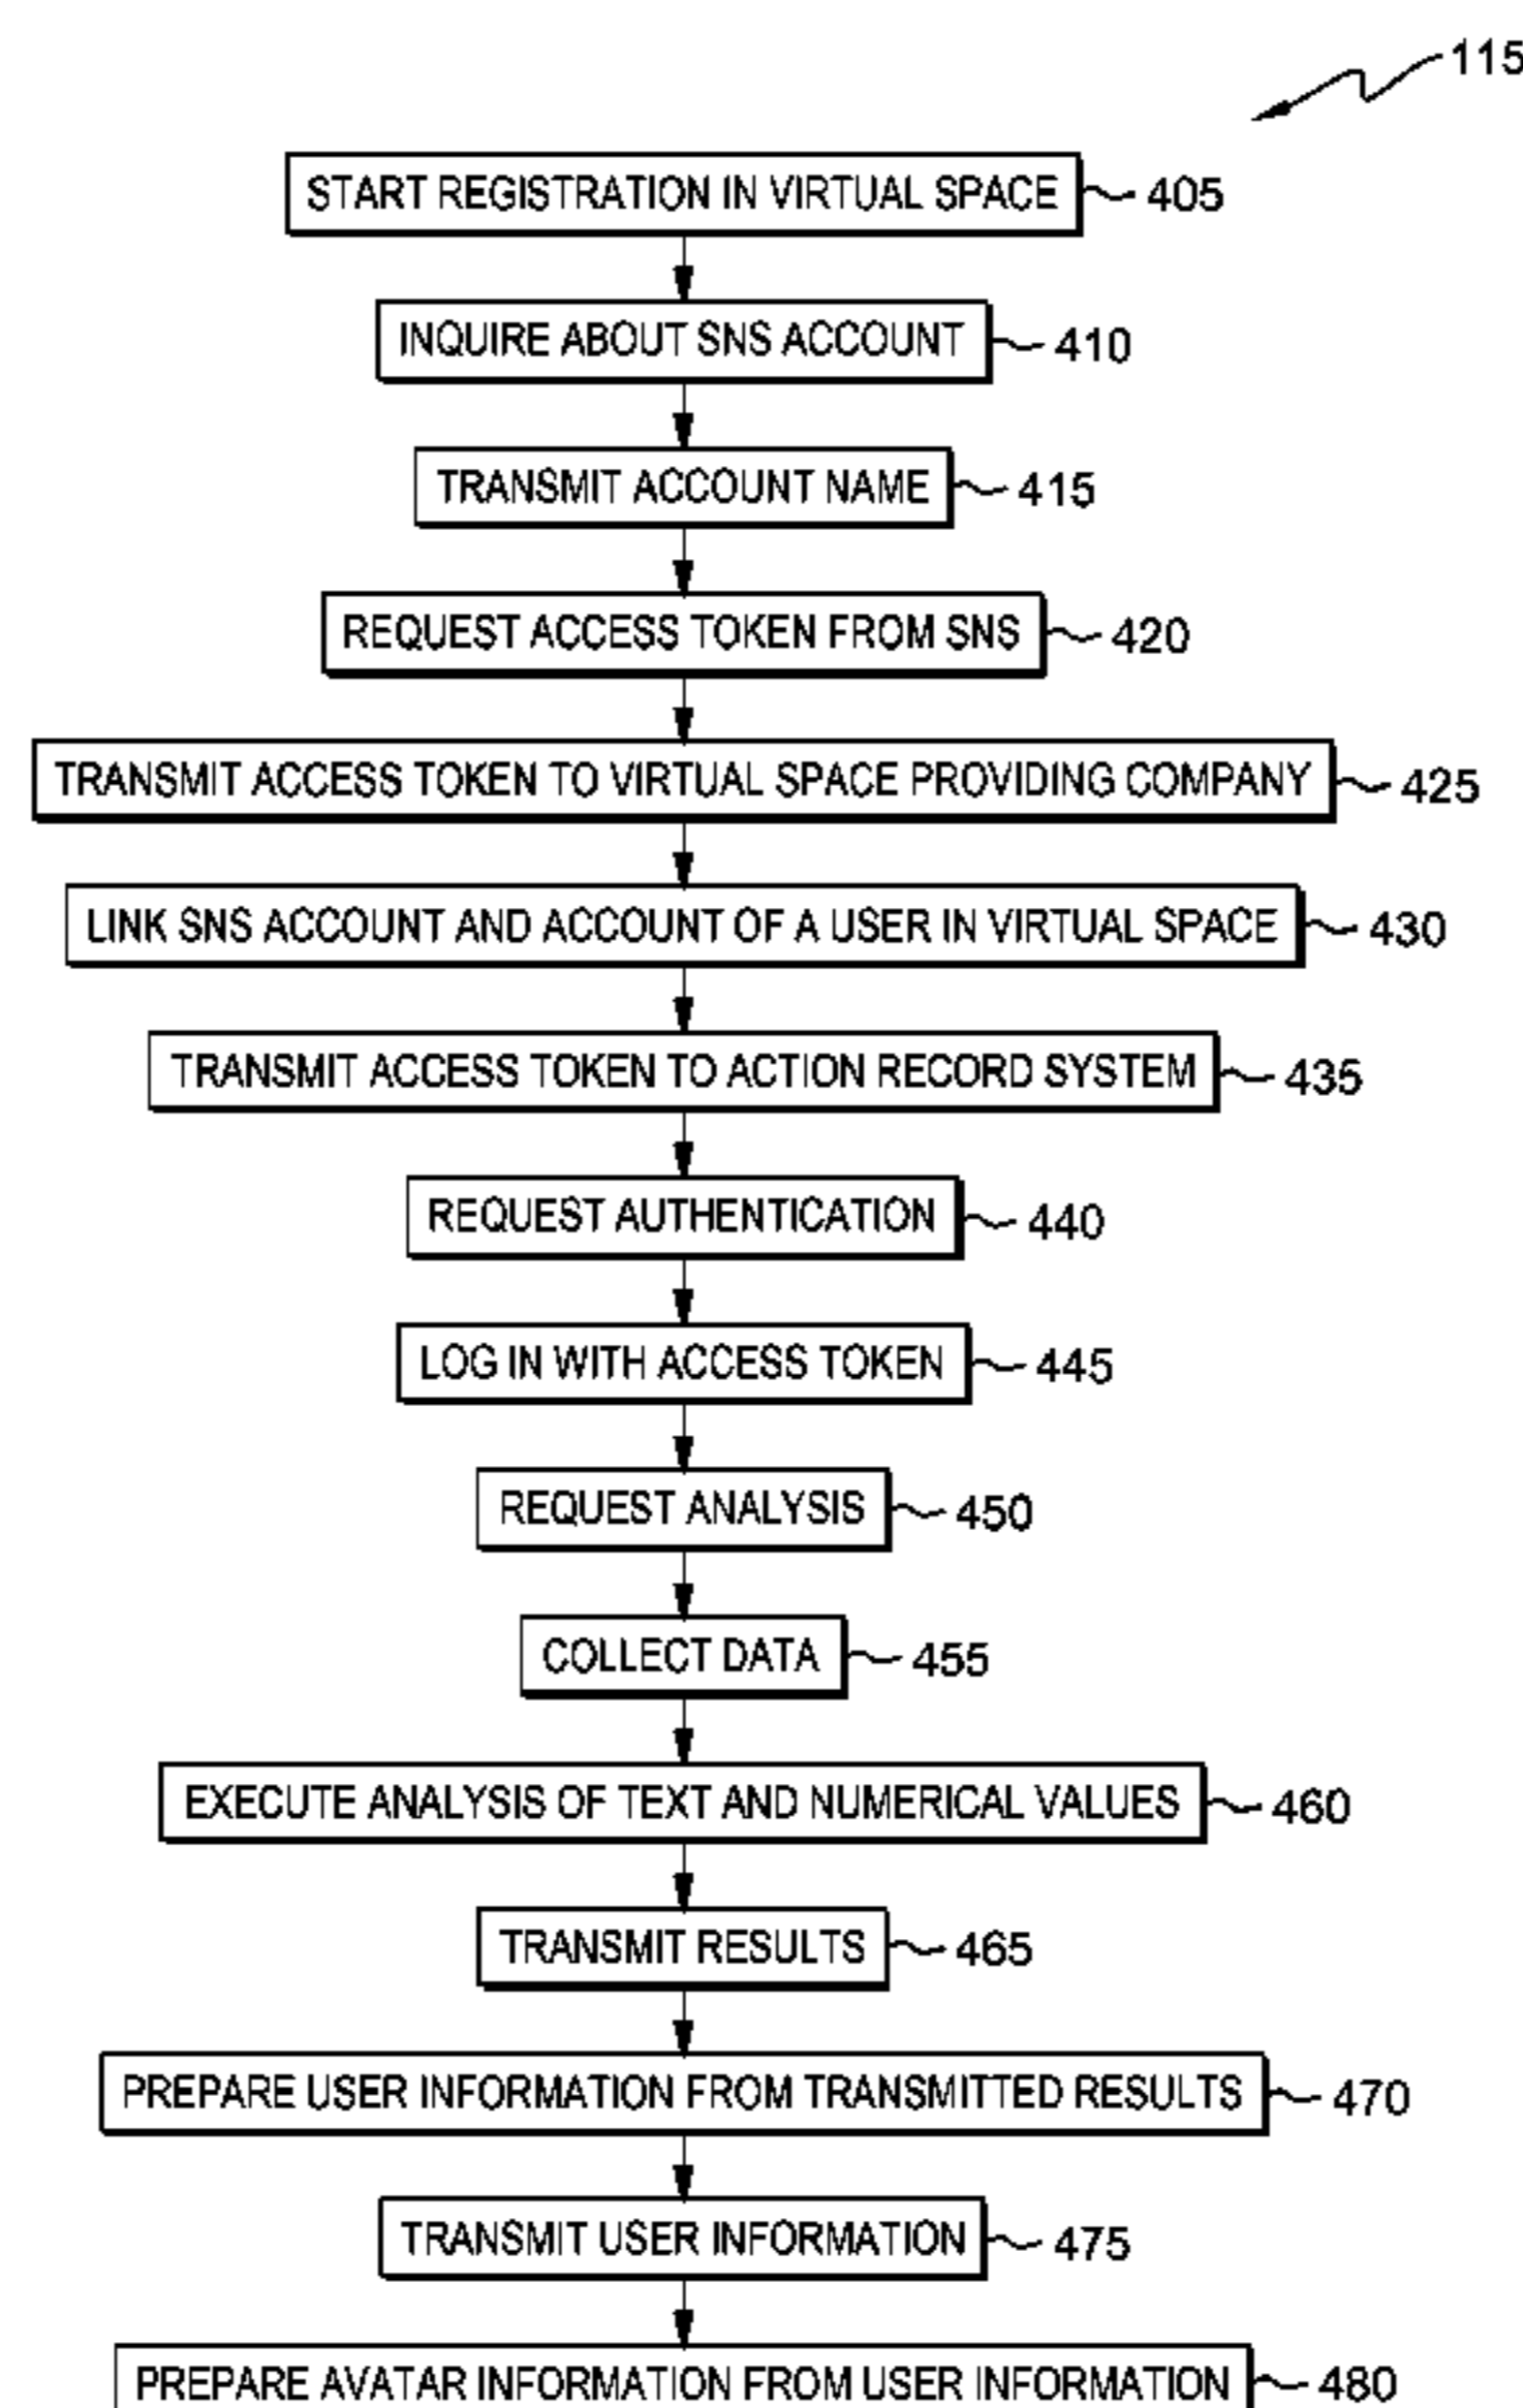 115
START REGISTRATION IN VIRTUAL SPACE 405
INQUIRE ABOUT SNS ACCOUNT 410
TRANSMIT ACCOUNT NAME 415
REQUEST ACCESS TOKEN FROM SNS 420
TRANSMIT ACCESS TOKEN TO VIRTUAL SPACE PROVIDING COMPANY 425
LINK SNS ACCOUNT AND ACCOUNT OF A USER IN VIRTUAL SPACE 430
TRANSMIT ACCESS TOKEN TO ACTION RECORD SYSTEM 435
REQUEST AUTHENTICATION 440
LOG IN WITH ACCESS TOKEN 445
REQUEST ANALYSIS 450
COLLECT DATA 455
EXECUTE ANALYSIS OF TEXT AND NUMERICAL VALUES 460
TRANSMIT RESULTS 465
PREPARE USER INFORMATION FROM TRANSMITTED RESULTS 470
TRANSMIT USER INFORMATION 475
PREPARE AVATAR INFORMATION FROM USER INFORMATION 480